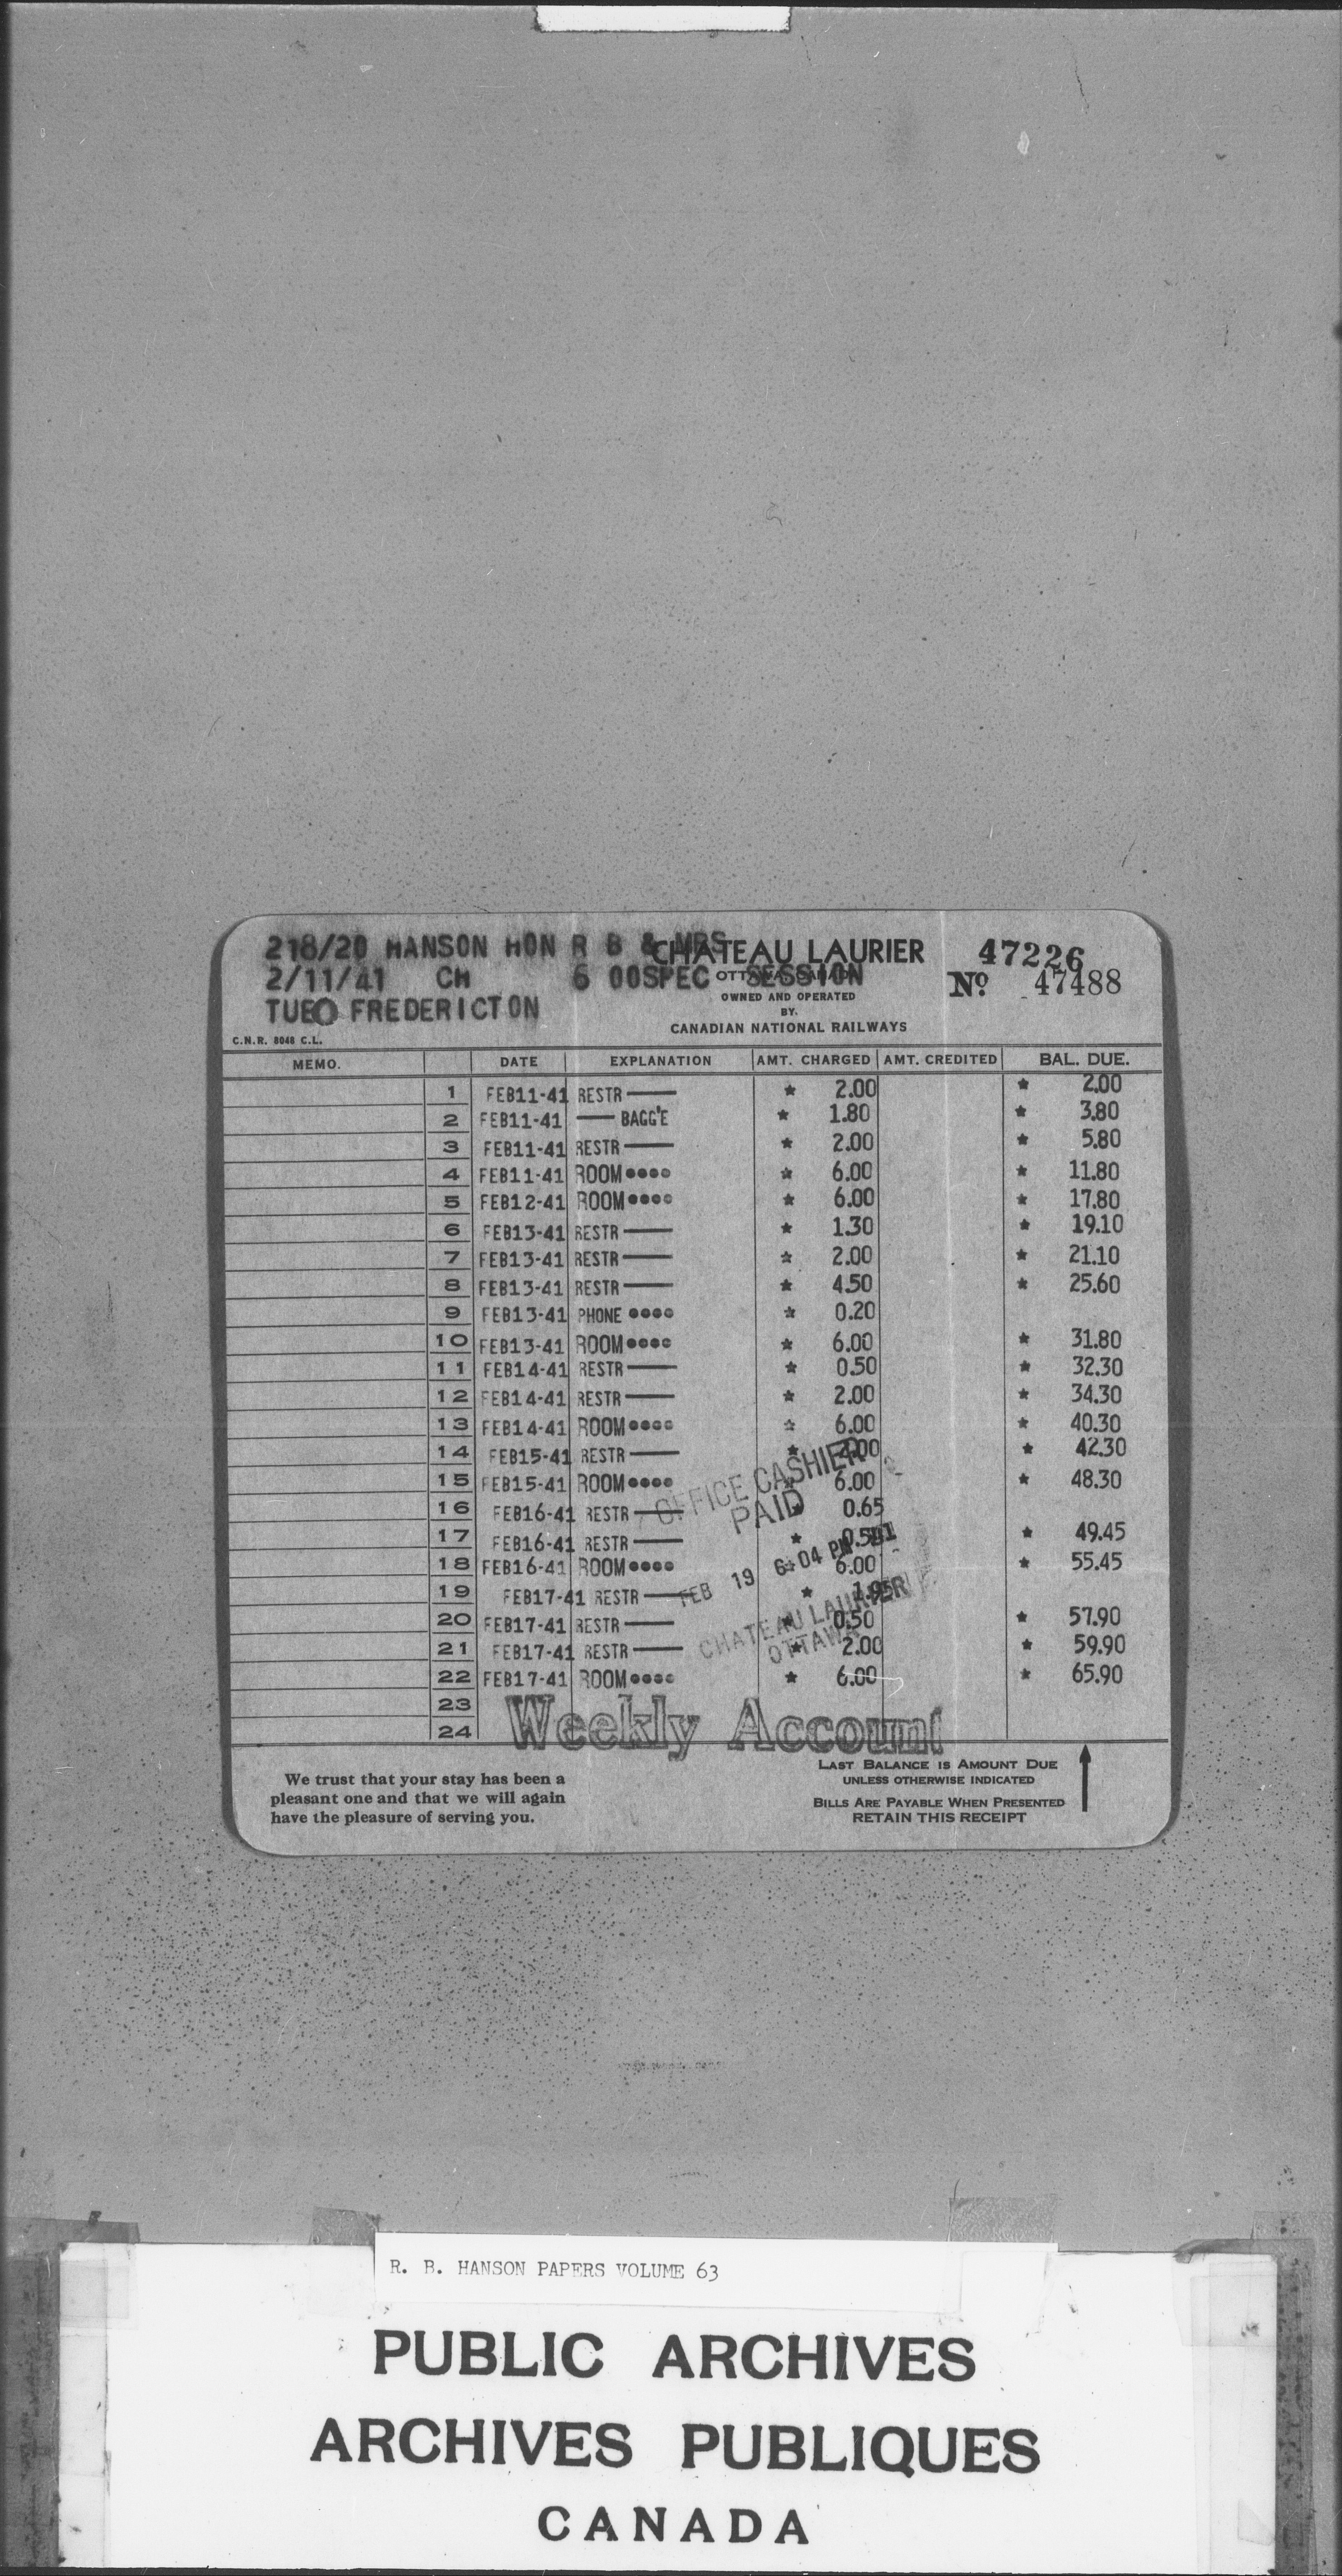 218/20 HANSON HON R B & MRS
CHATEAU LAURIER
47226
2/11/41 CH 6 00SPEC SESSION
OTTAWA, CANADA
No. 47488
TUEO FREDERICTON
OWNED AND OPERATED
BY.
CANADIAN NATIONAL RAILWAYS
C.N.R. 8048 C.L.
MEMO. DATE EXPLANATION AMT. CHARGED AMT. CREDITED BAL. DUE.
1 FEB11-41 RESTR — * 2.00 * 2.00
2 FEB11-41 — BAGG'E * 1.80 * 3.80
3 FEB11-41 RESTR — * 2.00 * 5.80
4 FEB11-41 ROOM●●●● * 6.00 * 11.80
5 FEB12-41 ROOM●●●● * 6.00 * 17.80
6 FEB13-41 RESTR — * 1.30 * 19.10
7 FEB13-41 RESTR — * 2.00 * 21.10
8 FEB13-41 RESTR — * 4.50 * 25.60
9 FEB13-41 PHONE ●●●● * 0.20
10 FEB13-41 ROOM●●●● * 6.00 * 31.80
11 FEB14-41 RESTR — * 0.50 * 32.30
12 FEB14-41 RESTR — * 2.00 * 34.30
13 FEB14-41 ROOM●●●● * 6.00 * 40.30
14 FEB15-41 RESTR — * 2.00 * 42.30
15 FEB15-41 ROOM●●●● * 6.00 * 48.30
16 FEB16-41 RESTR — * 0.65
17 FEB16-41 RESTR — * 0.50 * 49.45
18 FEB16-41 ROOM●●●● * 6.00 * 55.45
19 FEB17-41 RESTR — * 1.95
20 FEB17-41 RESTR — * 0.50 * 57.90
21 FEB17-41 RESTR — * 2.00 * 59.90
22 FEB17-41 ROOM●●●● * 6.00 * 65.90
23
24
OFFICE CASHIER
PAID
FEB 19 6:04 PM
CHATEAU LAURIER
OTTAWA
Weekly Account
We trust that your stay has been a
pleasant one and that we will again
have the pleasure of serving you.
LAST BALANCE IS AMOUNT DUE
UNLESS OTHERWISE INDICATED
BILLS ARE PAYABLE WHEN PRESENTED
RETAIN THIS RECEIPT
R. B. HANSON PAPERS VOLUME 63
PUBLIC ARCHIVES
ARCHIVES PUBLIQUES
CANADA